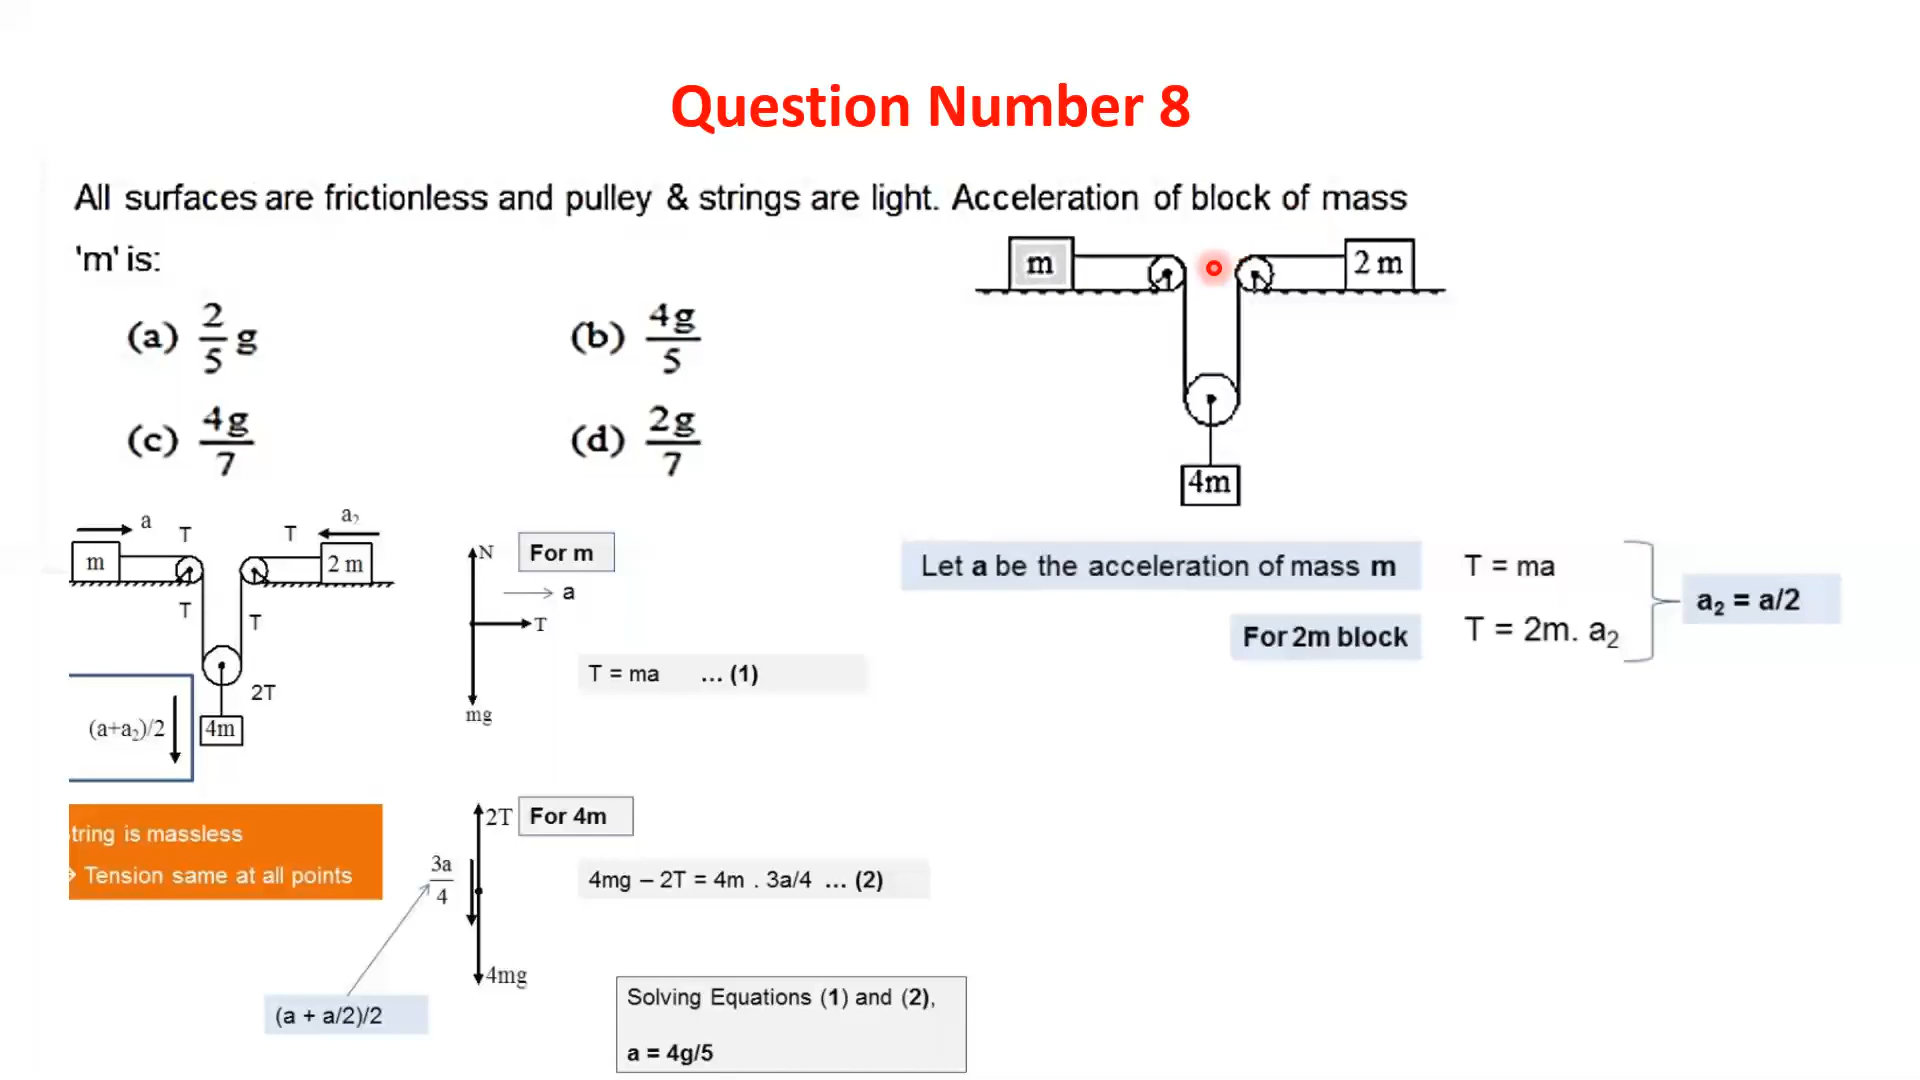 Question Number 8
All surfaces are frictionless and pulley & strings are light. Acceleration of block of mass
'm' is:
(a) 2/5 g
(b) 4g/5
(c) 4g/7
(d) 2g/7
m
2 m
4m
a
T
T
a₂
m
2 m
T
T
2T
(a+a₂)/2
4m
N
For m
a
T
T = ma ... (1)
mg
Let a be the acceleration of mass m
T = ma
For 2m block
T = 2m. a₂
a₂ = a/2
tring is massless
Tension same at all points
2T
For 4m
3a/4
4mg – 2T = 4m . 3a/4 ... (2)
4mg
(a + a/2)/2
Solving Equations (1) and (2),
a = 4g/5